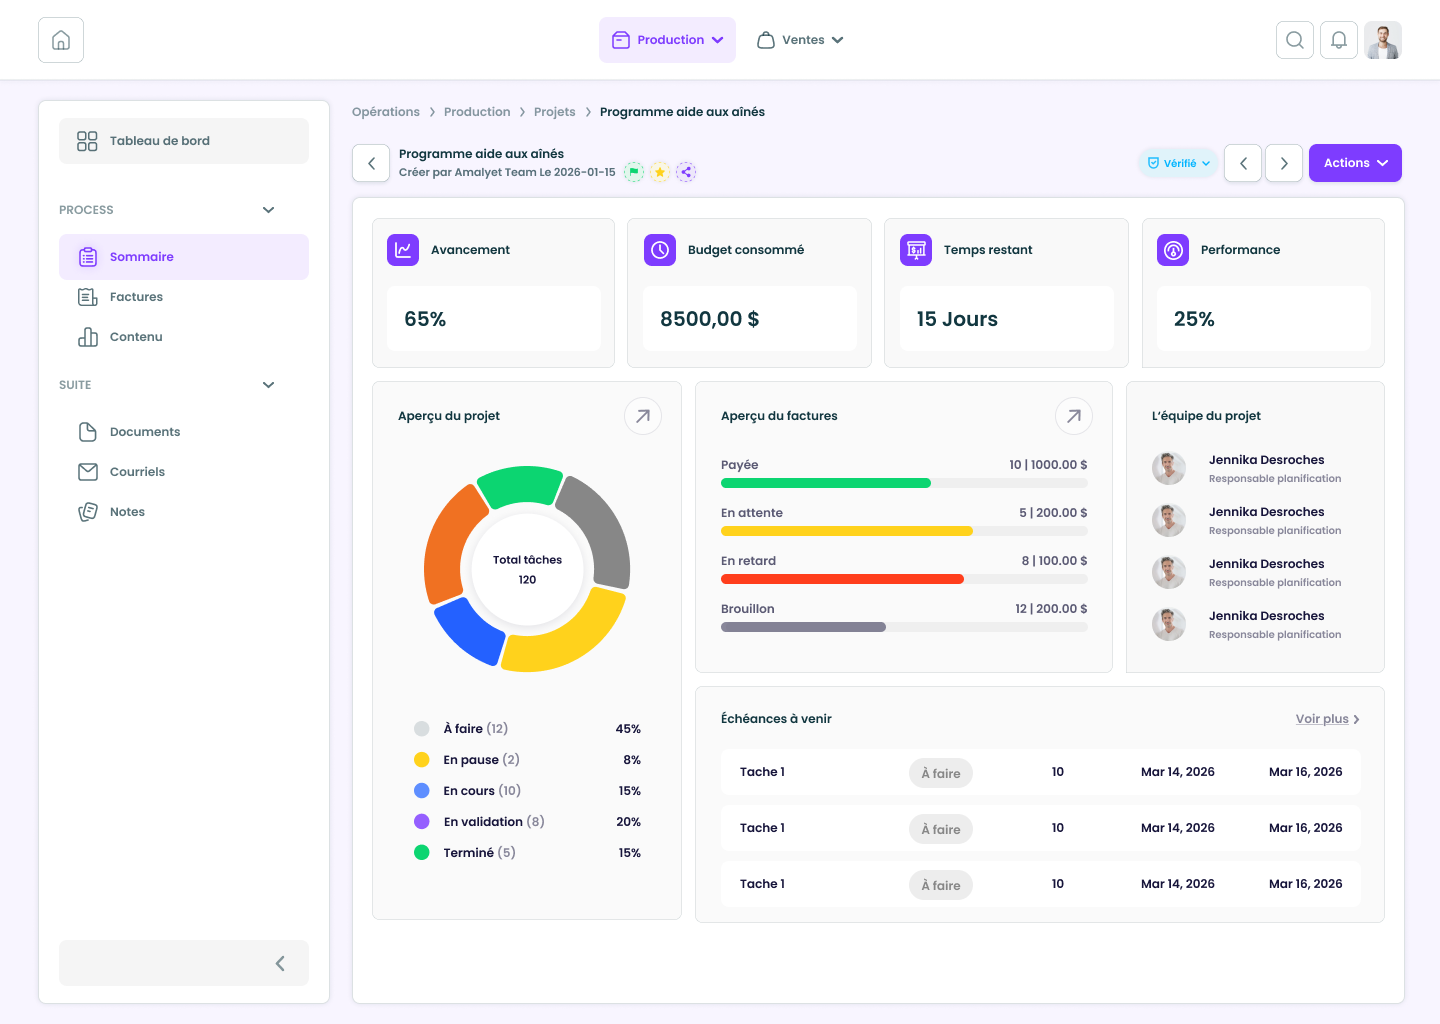 Production
Ventes
Opérations > Production > Projets > Programme aide aux aînés
Tableau de bord
PROCESS
Sommaire
Factures
Contenu
SUITE
Documents
Courriels
Notes
Programme aide aux aînés
Créer par Amalyet Team Le 2026-01-15
Vérifié
Actions
Avancement
65%
Budget consommé
8500,00 $
Temps restant
15 Jours
Performance
25%
Aperçu du projet
Total tâches
120
À faire (12) 45%
En pause (2) 8%
En cours (10) 15%
En validation (8) 20%
Terminé (5) 15%
Aperçu du factures
Payée 10 | 1000.00 $
En attente 5 | 200.00 $
En retard 8 | 100.00 $
Brouillon 12 | 200.00 $
L'équipe du projet
Jennika Desroches
Responsable planification
Jennika Desroches
Responsable planification
Jennika Desroches
Responsable planification
Jennika Desroches
Responsable planification
Échéances à venir
Voir plus >
Tache 1 À faire 10 Mar 14, 2026 Mar 16, 2026
Tache 1 À faire 10 Mar 14, 2026 Mar 16, 2026
Tache 1 À faire 10 Mar 14, 2026 Mar 16, 2026